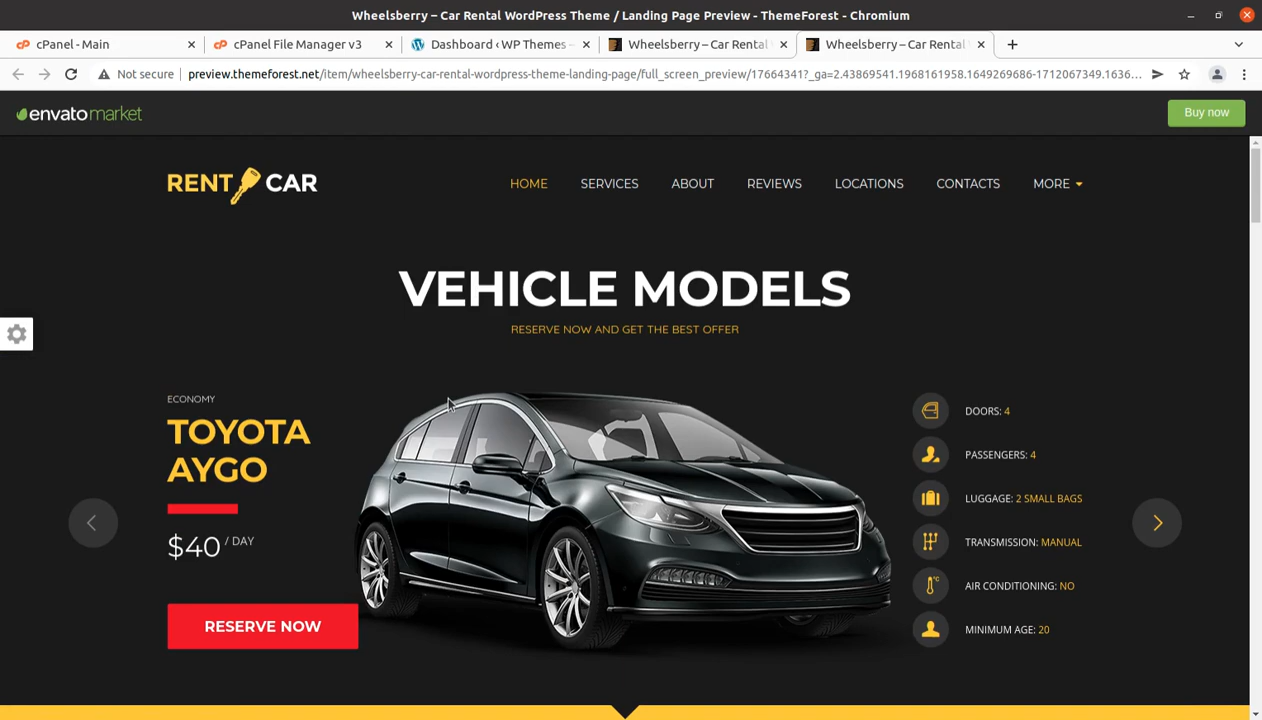 Wheelsberry – Car Rental WordPress Theme / Landing Page Preview - ThemeForest - Chromium
cPanel - Main
cPanel File Manager v3
Dashboard ‹ WP Themes –
Wheelsberry – Car Rental
Wheelsberry – Car Rental
Not secure
preview.themeforest.net/item/wheelsberry-car-rental-wordpress-theme-landing-page/full_screen_preview/17664341?_ga=2.43869541.1968161958.1649269686-1712067349.1636…
envatomarket
Buy now
RENT CAR
HOME
SERVICES
ABOUT
REVIEWS
LOCATIONS
CONTACTS
MORE
VEHICLE MODELS
RESERVE NOW AND GET THE BEST OFFER
ECONOMY
TOYOTA
AYGO
$40 / DAY
RESERVE NOW
DOORS: 4
PASSENGERS: 4
LUGGAGE: 2 SMALL BAGS
TRANSMISSION: MANUAL
AIR CONDITIONING: NO
MINIMUM AGE: 20